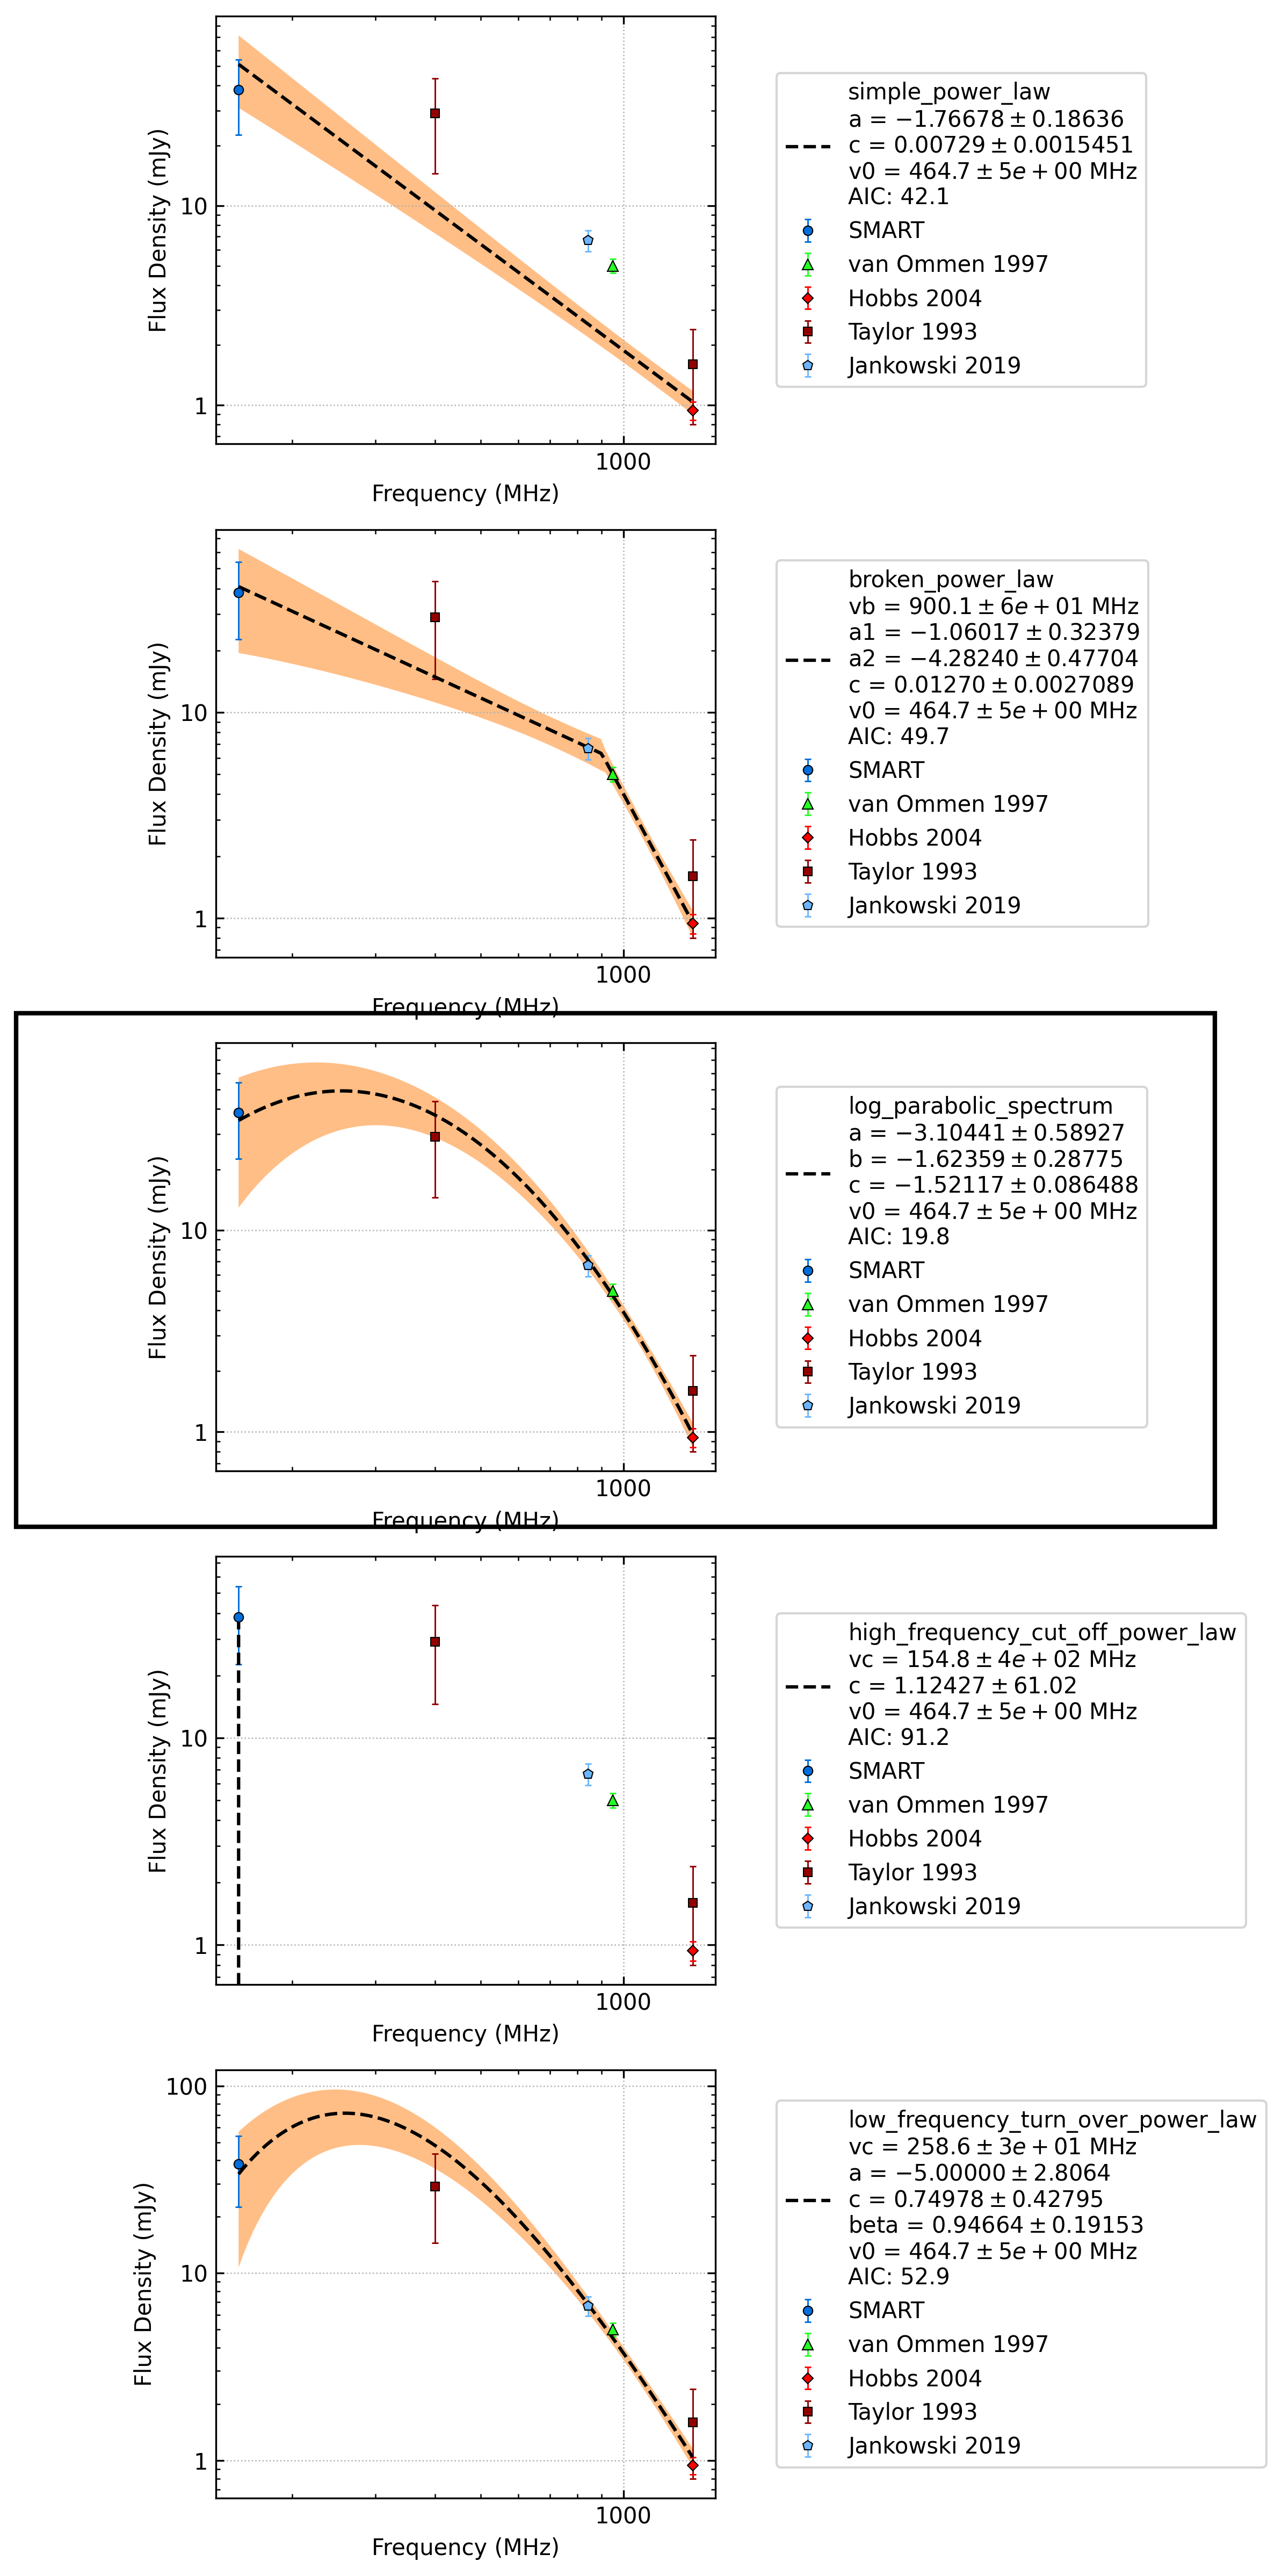 Flux Density (mJy)
10
1
1000
Frequency (MHz)
simple_power_law
a = −1.76678 ± 0.18636
c = 0.00729 ± 0.0015451
v0 = 464.7 ± 5e + 00 MHz
AIC: 42.1
SMART
van Ommen 1997
Hobbs 2004
Taylor 1993
Jankowski 2019
Flux Density (mJy)
10
1
1000
Frequency (MHz)
broken_power_law
vb = 900.1 ± 6e + 01 MHz
a1 = −1.06017 ± 0.32379
a2 = −4.28240 ± 0.47704
c = 0.01270 ± 0.0027089
v0 = 464.7 ± 5e + 00 MHz
AIC: 49.7
SMART
van Ommen 1997
Hobbs 2004
Taylor 1993
Jankowski 2019
Flux Density (mJy)
10
1
1000
Frequency (MHz)
log_parabolic_spectrum
a = −3.10441 ± 0.58927
b = −1.62359 ± 0.28775
c = −1.52117 ± 0.086488
v0 = 464.7 ± 5e + 00 MHz
AIC: 19.8
SMART
van Ommen 1997
Hobbs 2004
Taylor 1993
Jankowski 2019
Flux Density (mJy)
10
1
1000
Frequency (MHz)
high_frequency_cut_off_power_law
vc = 154.8 ± 4e + 02 MHz
c = 1.12427 ± 61.02
v0 = 464.7 ± 5e + 00 MHz
AIC: 91.2
SMART
van Ommen 1997
Hobbs 2004
Taylor 1993
Jankowski 2019
Flux Density (mJy)
100
10
1
1000
Frequency (MHz)
low_frequency_turn_over_power_law
vc = 258.6 ± 3e + 01 MHz
a = −5.00000 ± 2.8064
c = 0.74978 ± 0.42795
beta = 0.94664 ± 0.19153
v0 = 464.7 ± 5e + 00 MHz
AIC: 52.9
SMART
van Ommen 1997
Hobbs 2004
Taylor 1993
Jankowski 2019